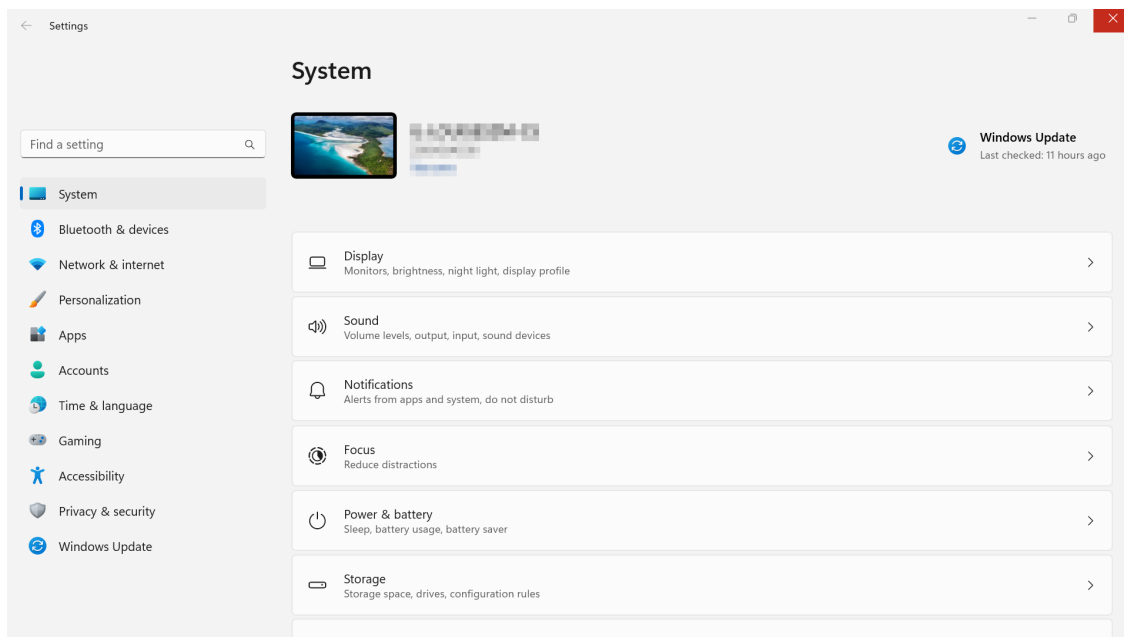 Settings
System
Find a setting
Windows Update
Last checked: 11 hours ago
System
Bluetooth & devices
Network & internet
Personalization
Apps
Accounts
Time & language
Gaming
Accessibility
Privacy & security
Windows Update
Display
Monitors, brightness, night light, display profile
Sound
Volume levels, output, input, sound devices
Notifications
Alerts from apps and system, do not disturb
Focus
Reduce distractions
Power & battery
Sleep, battery usage, battery saver
Storage
Storage space, drives, configuration rules